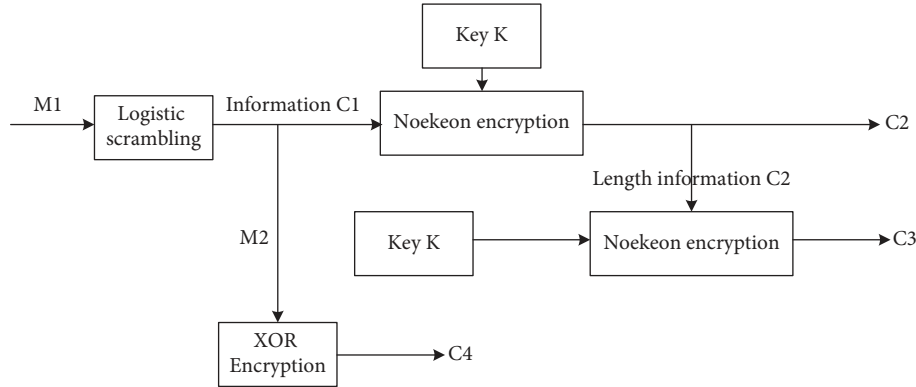 Key K
M1
Logistic
scrambling
Information C1
Noekeon encryption
C2
Length information C2
M2
Key K
Noekeon encryption
C3
XOR
Encryption
C4